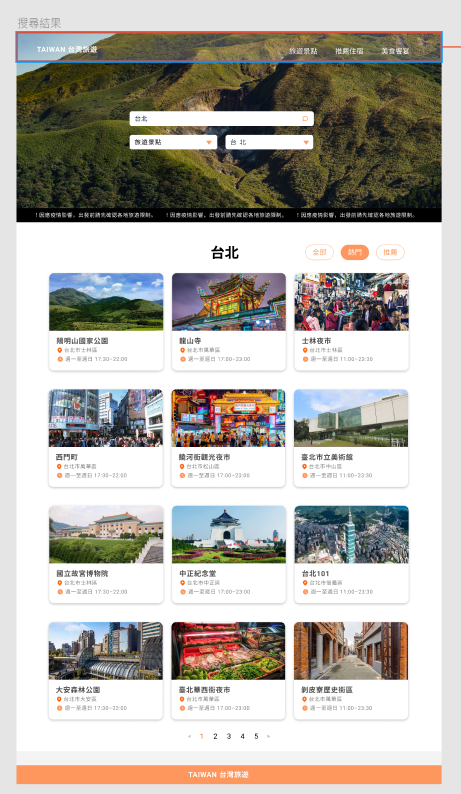 搜尋結果
TAIWAN 台灣旅遊
旅遊景點 推薦住宿 美食饗宴
台北
旅遊景點 台 北
！因應疫情影響，出發前請先確認各地旅遊限制。 ！因應疫情影響，出發前請先確認各地旅遊限制。 ！因應疫情影響，出發前請先確認各地旅遊限制。
台北
全部 熱門 推薦
陽明山國家公園 龍山寺 士林夜市
台北市士林區 台北市萬華區 台北市士林區
週一至週日 17:30~22:00 週一至週日 17:00~23:00 週一至週日 11:00~23:30
西門町 饒河街觀光夜市 臺北市立美術館
台北市萬華區 台北市松山區 台北市中山區
週一至週日 17:30~22:00 週一至週日 17:00~23:00 週一至週日 11:00~23:30
國立故宮博物院 中正紀念堂 台北101
台北市士林區 台北市中正區 台北市信義區
週一至週日 17:30~22:00 週一至週日 17:00~23:00 週一至週日 11:00~23:30
大安森林公園 臺北華西街夜市 剝皮寮歷史街區
台北市大安區 台北市萬華區 台北市萬華區
週一至週日 17:30~22:00 週一至週日 17:00~23:00 週一至週日 11:00~23:30
1 2 3 4 5
TAIWAN 台灣旅遊